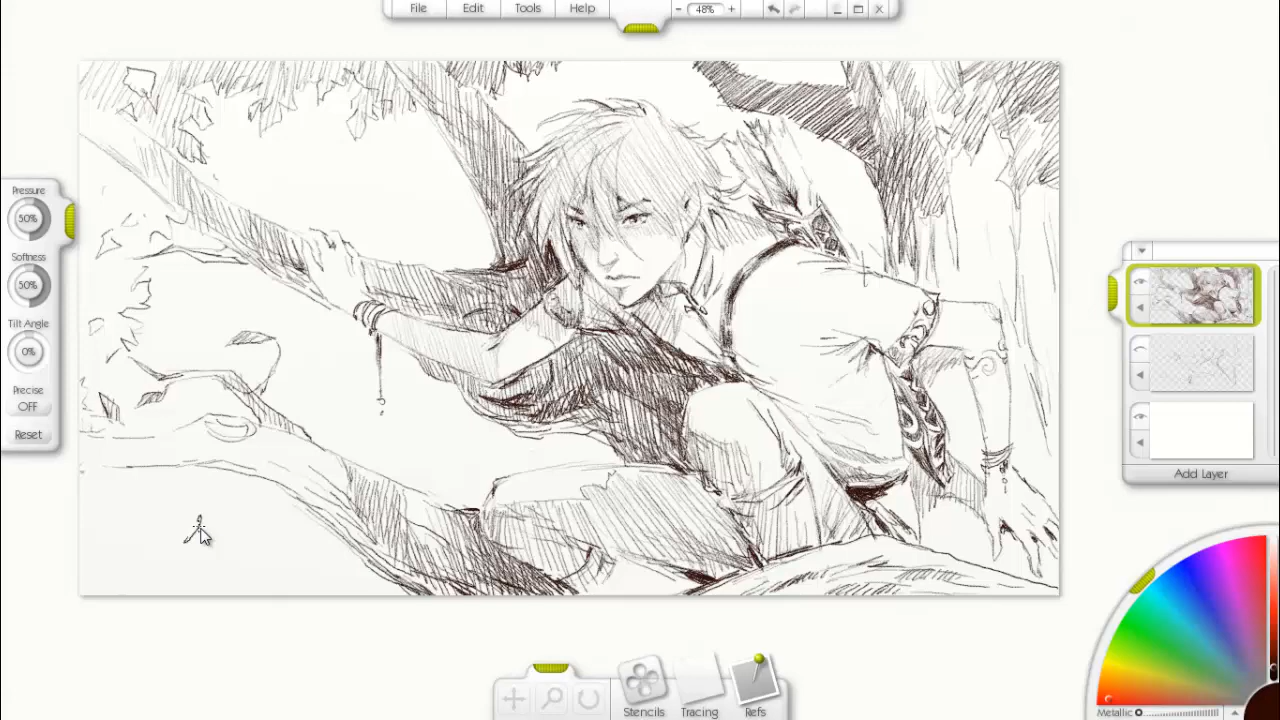 File Edit Tools Help − 48% +
Pressure
50%
Softness
50%
Tilt Angle
0%
Precise
OFF
Reset
Add Layer
Stencils Tracing Refs
Metallic